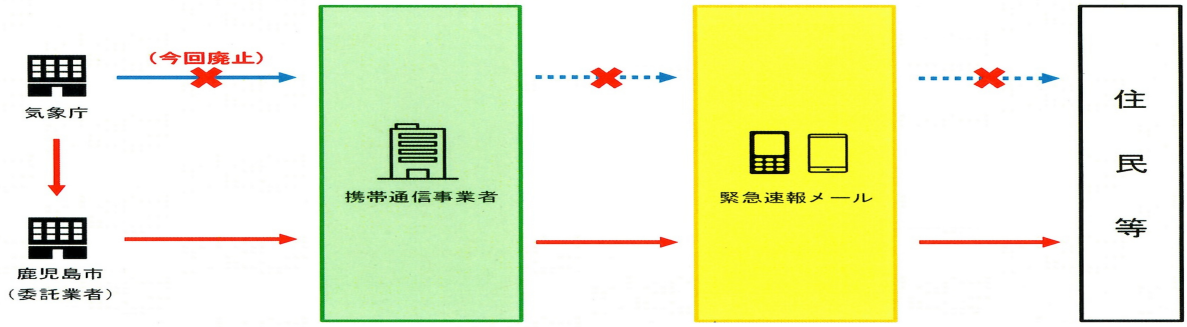 (今回廃止)
気象庁
鹿児島市
(委託業者)
携帯通信事業者
緊急速報メール
住民等